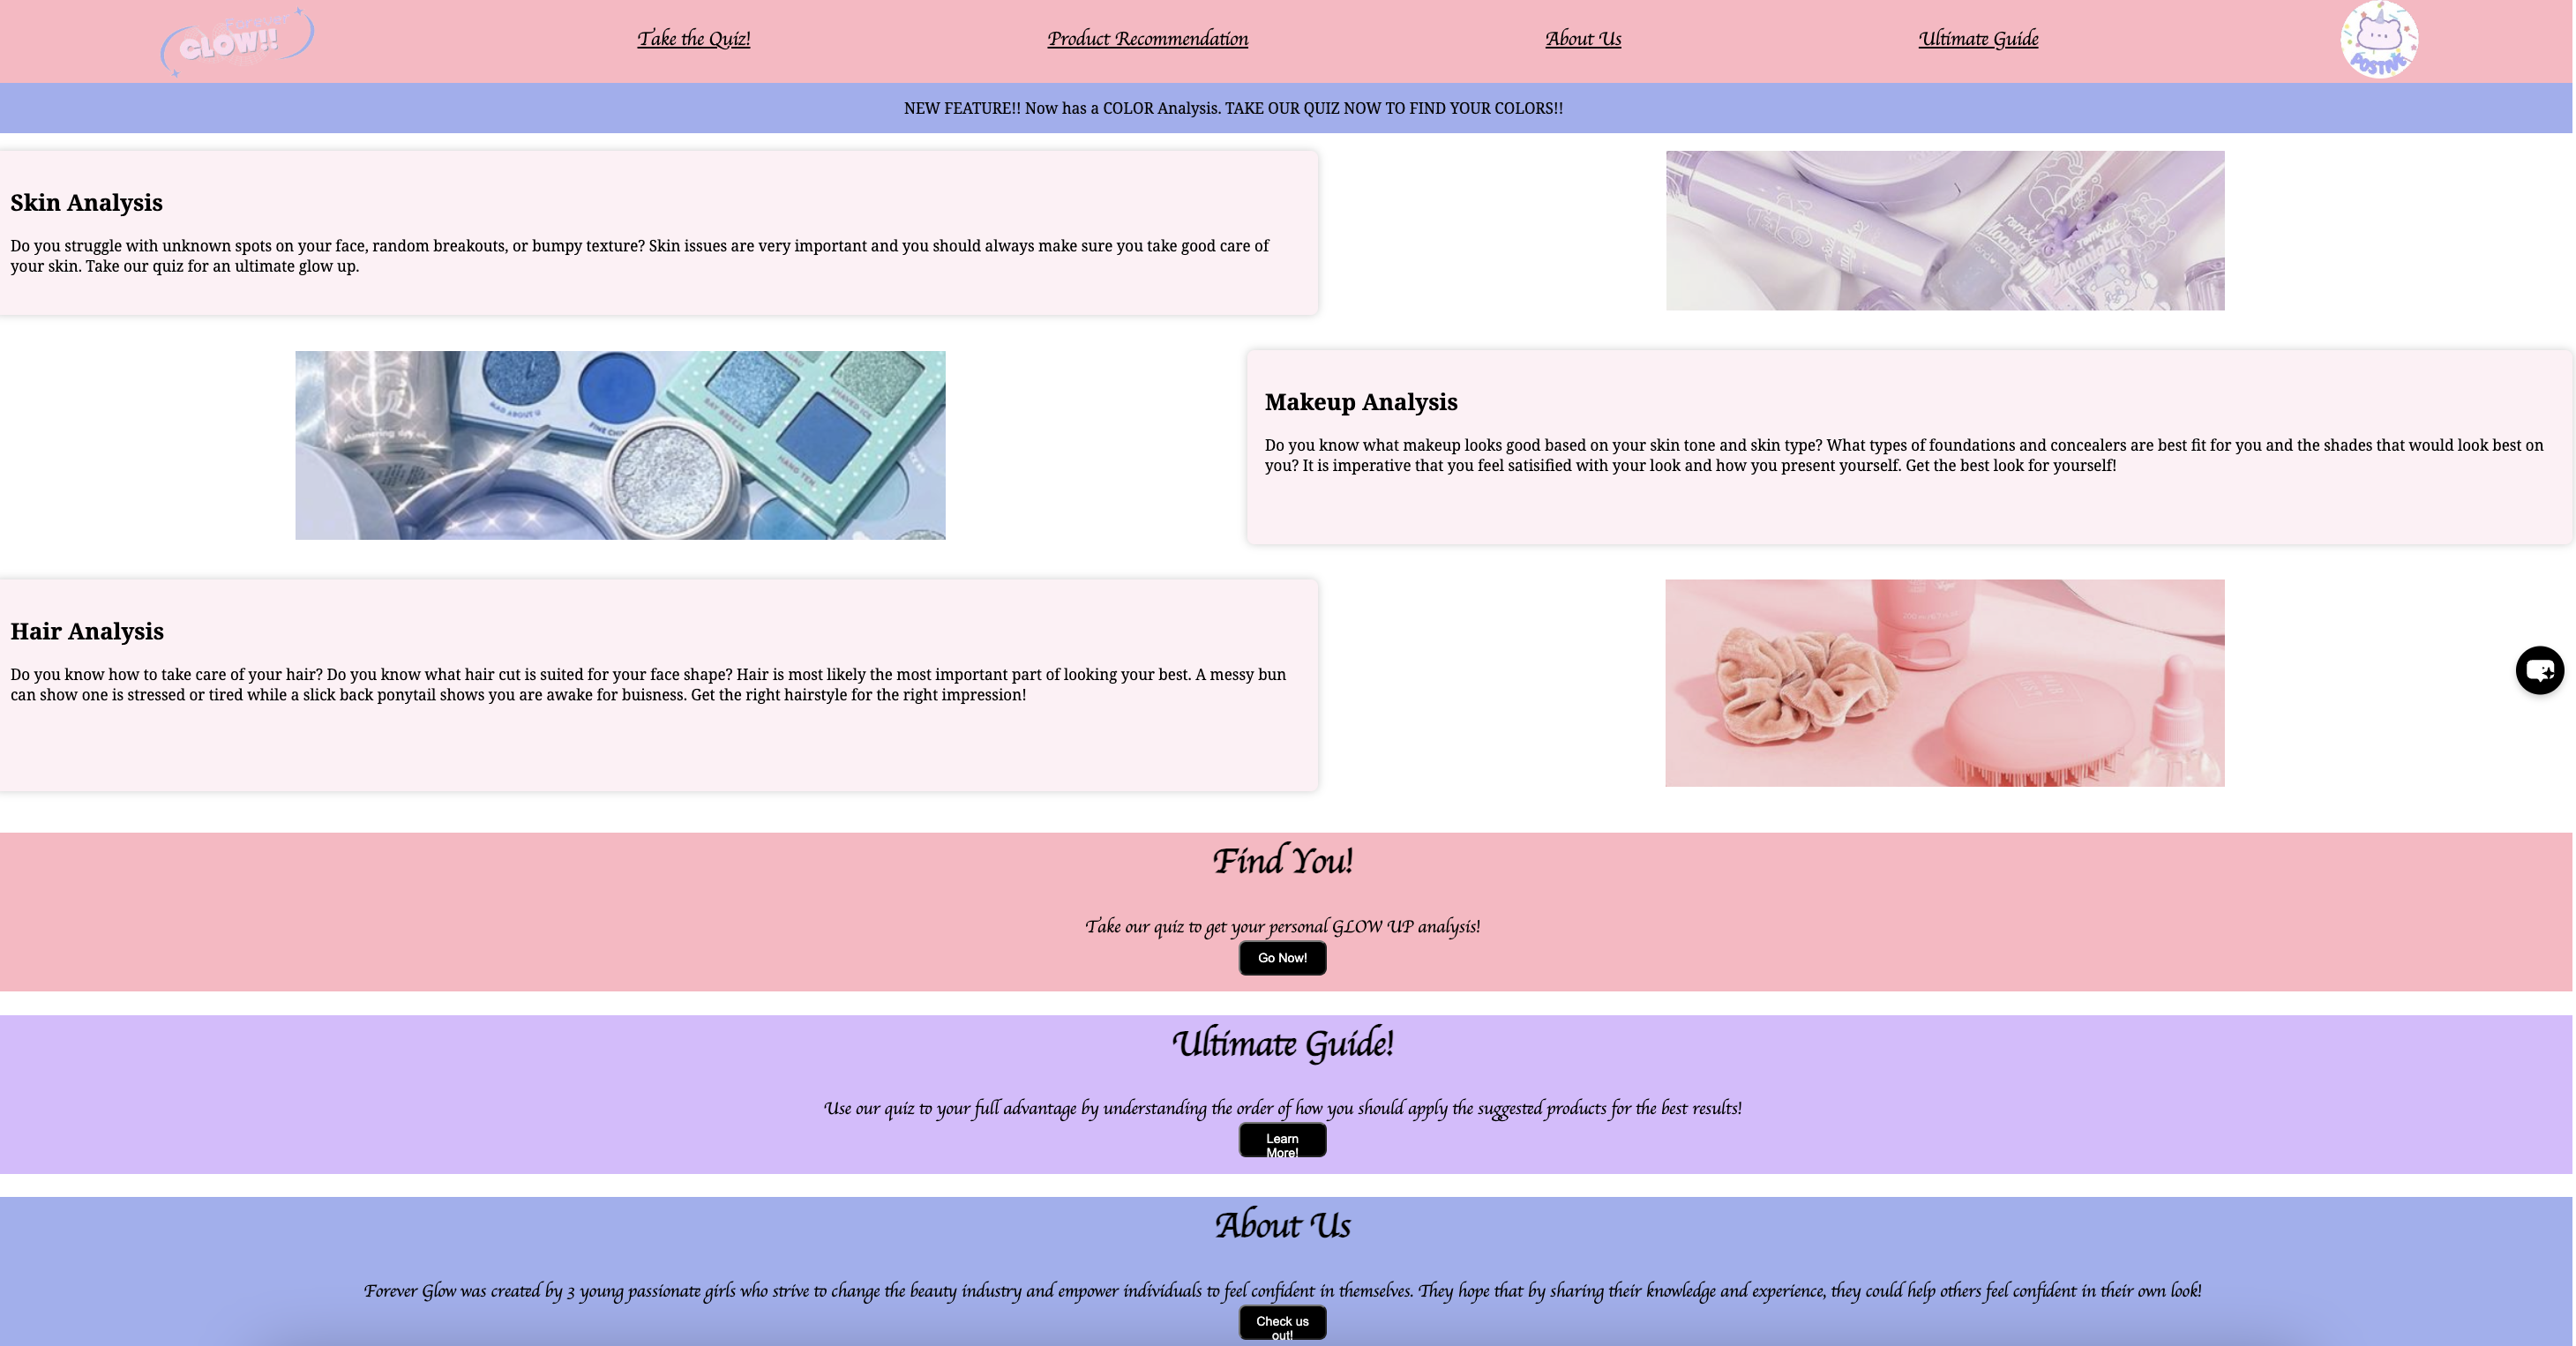 GLOW!!
Take the Quiz!
Product Recommendation
About Us
Ultimate Guide
POSTIVE
NEW FEATURE!! Now has a COLOR Analysis. TAKE OUR QUIZ NOW TO FIND YOUR COLORS!!
Skin Analysis
Do you struggle with unknown spots on your face, random breakouts, or bumpy texture? Skin issues are very important and you should always make sure you take good care of
your skin. Take our quiz for an ultimate glow up.
MAD ABOUT U
FINE CHINA
BAY BREEZE
SHAVED ICE
HANG TEN
shimmering dry oil
Makeup Analysis
Do you know what makeup looks good based on your skin tone and skin type? What types of foundations and concealers are best fit for you and the shades that would look best on
you? It is imperative that you feel satisified with your look and how you present yourself. Get the best look for yourself!
Hair Analysis
Do you know how to take care of your hair? Do you know what hair cut is suited for your face shape? Hair is most likely the most important part of looking your best. A messy bun
can show one is stressed or tired while a slick back ponytail shows you are awake for buisness. Get the right hairstyle for the right impression!
Find You!
Take our quiz to get your personal GLOW UP analysis!
Go Now!
Ultimate Guide!
Use our quiz to your full advantage by understanding the order of how you should apply the suggested products for the best results!
Learn
More!
About Us
Forever Glow was created by 3 young passionate girls who strive to change the beauty industry and empower individuals to feel confident in themselves. They hope that by sharing their knowledge and experience, they could help others feel confident in their own look!
Check us
out!